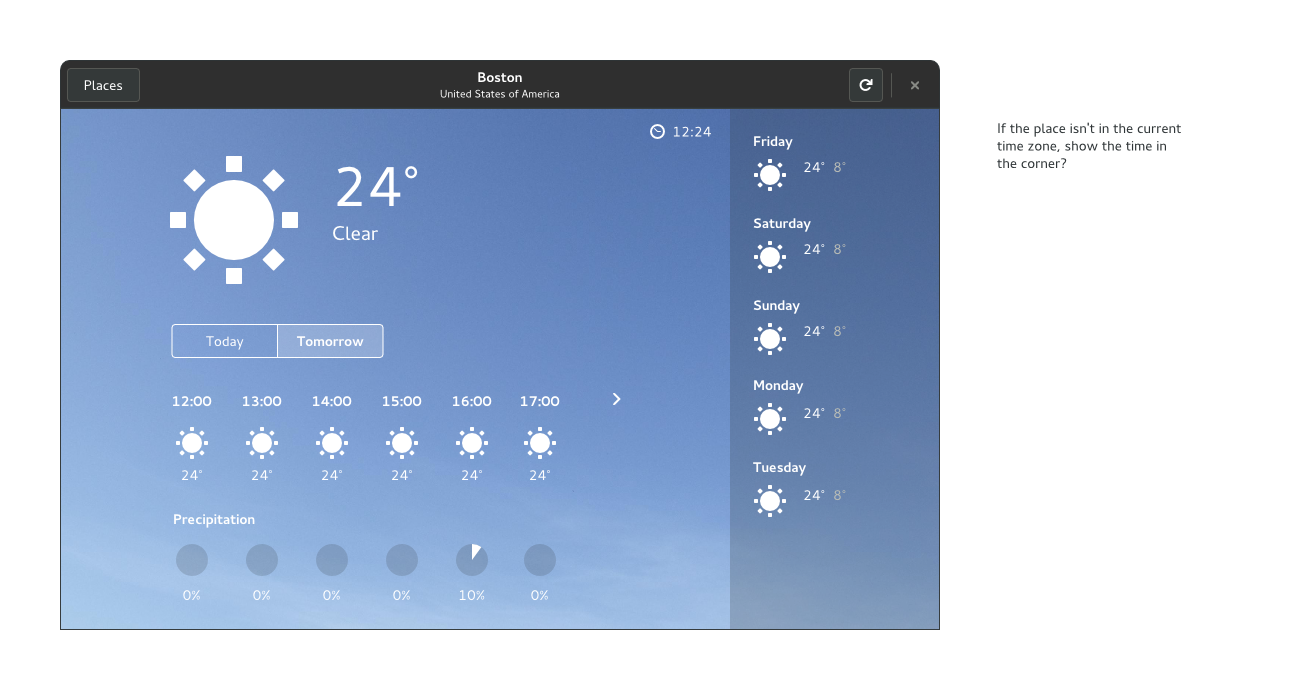 Places
Boston
United States of America
12:24
24°
Clear
Today Tomorrow
12:00 13:00 14:00 15:00 16:00 17:00
24° 24° 24° 24° 24° 24°
Precipitation
0% 0% 0% 0% 10% 0%
Friday
24° 8°
Saturday
24° 8°
Sunday
24° 8°
Monday
24° 8°
Tuesday
24° 8°
If the place isn't in the current
time zone, show the time in
the corner?